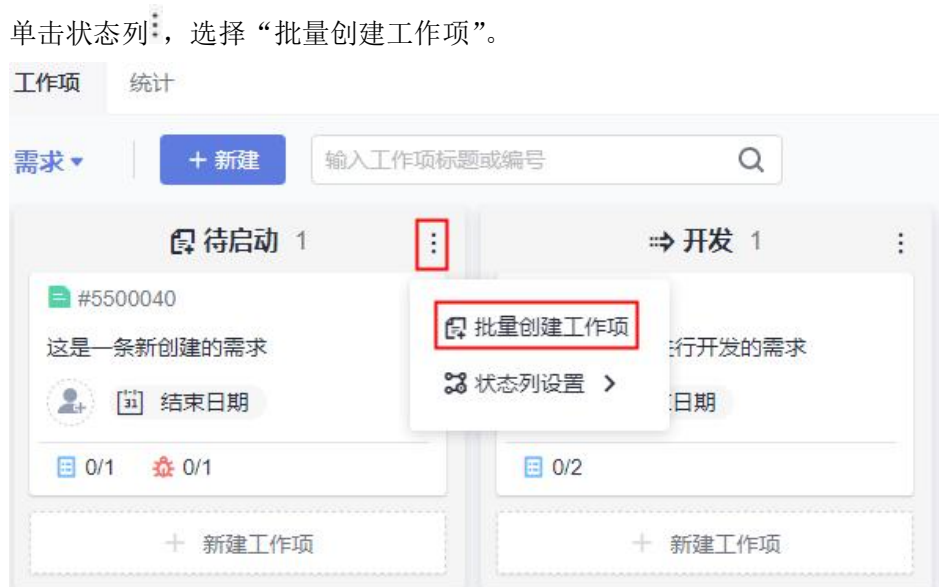 单击状态列⋮，选择“批量创建工作项”。
工作项 统计
需求 + 新建 输入工作项标题或编号
待启动 1 开发 1
#5500040
批量创建工作项
这是一条新创建的需求 行开发的需求
状态列设置
31 结束日期 日期
0/1 0/1 0/2
+ 新建工作项 + 新建工作项